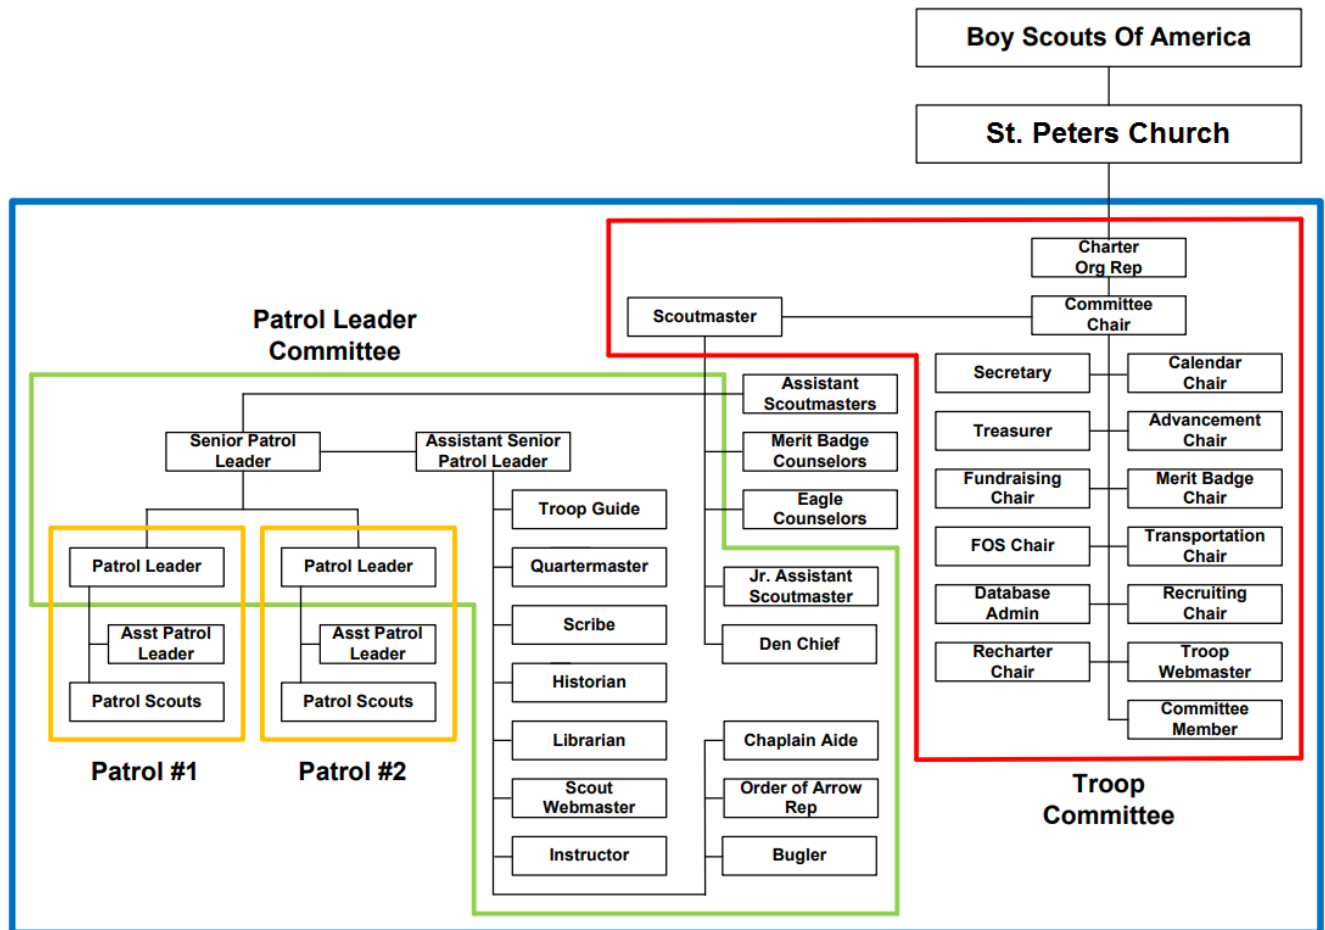 Boy Scouts Of America
St. Peters Church
Charter
Org Rep
Committee
Chair
Scoutmaster
Patrol Leader
Committee
Secretary
Calendar
Chair
Assistant
Scoutmasters
Treasurer
Advancement
Chair
Senior Patrol
Leader
Assistant Senior
Patrol Leader
Merit Badge
Counselors
Fundraising
Chair
Merit Badge
Chair
Troop Guide
Eagle
Counselors
FOS Chair
Transportation
Chair
Patrol Leader
Patrol Leader
Quartermaster
Jr. Assistant
Scoutmaster
Database
Admin
Recruiting
Chair
Asst Patrol
Leader
Asst Patrol
Leader
Scribe
Den Chief
Recharter
Chair
Troop
Webmaster
Patrol Scouts
Patrol Scouts
Historian
Committee
Member
Librarian
Chaplain Aide
Patrol #1
Patrol #2
Scout
Webmaster
Order of Arrow
Rep
Troop
Committee
Instructor
Bugler